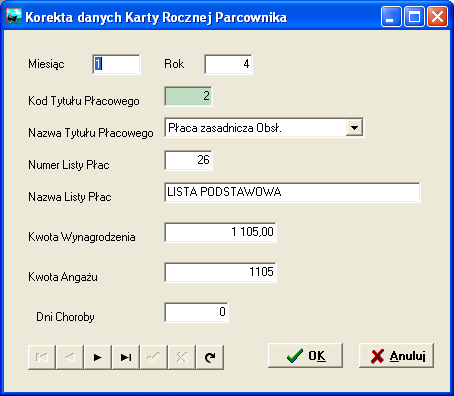 Korekta danych Karty Rocznej Parcownika
Miesiąc 1 Rok 4
Kod Tytułu Płacowego 2
Nazwa Tytułu Płacowego Płaca zasadnicza Obsł.
Numer Listy Płac 26
Nazwa Listy Płac LISTA PODSTAWOWA
Kwota Wynagrodzenia 1 105,00
Kwota Angażu 1105
Dni Choroby 0
OK Anuluj